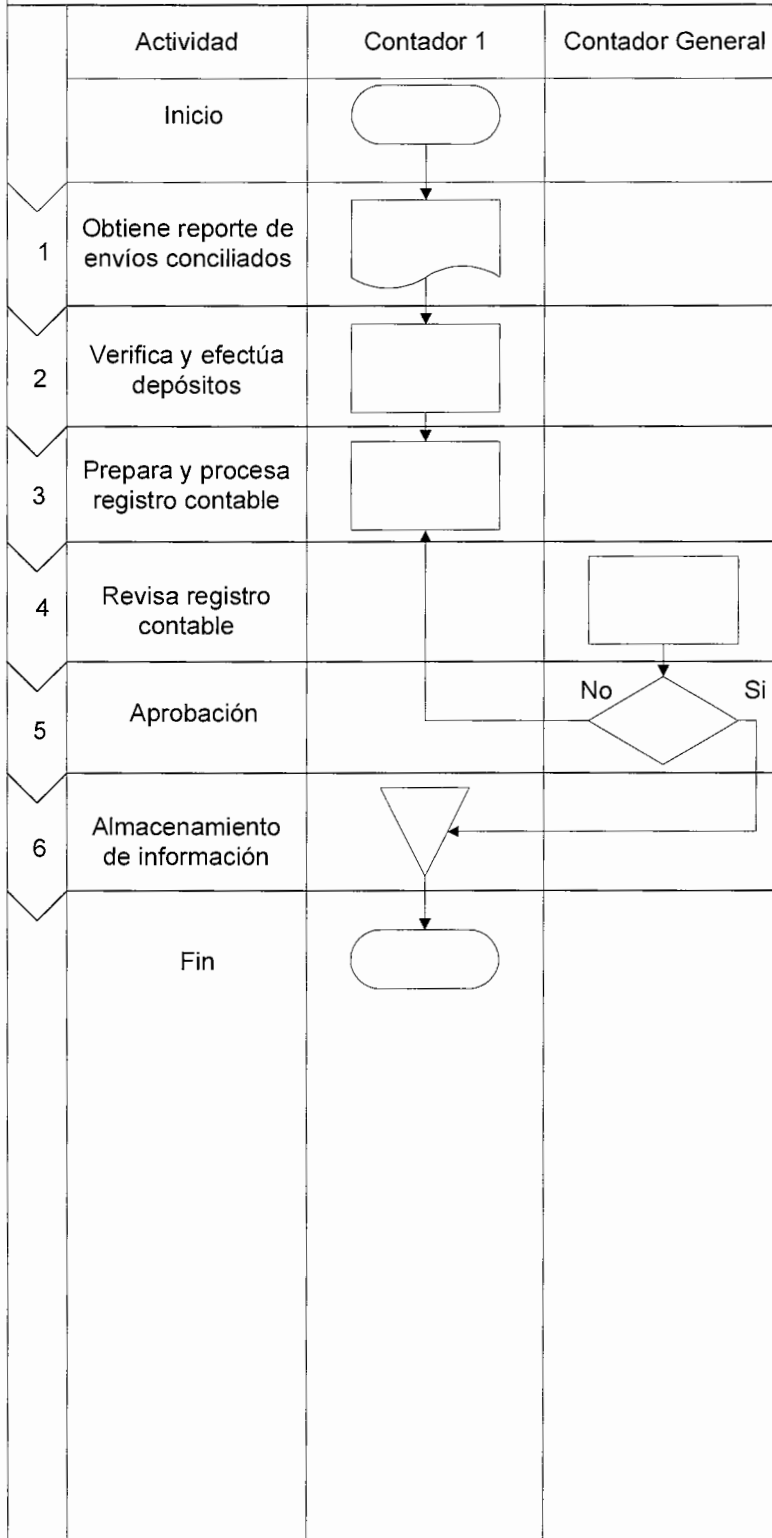 Actividad
Contador 1
Contador General
Inicio
1
Obtiene reporte de
envíos conciliados
2
Verifica y efectúa
depósitos
3
Prepara y procesa
registro contable
4
Revisa registro
contable
5
Aprobación
No
Si
6
Almacenamiento
de información
Fin